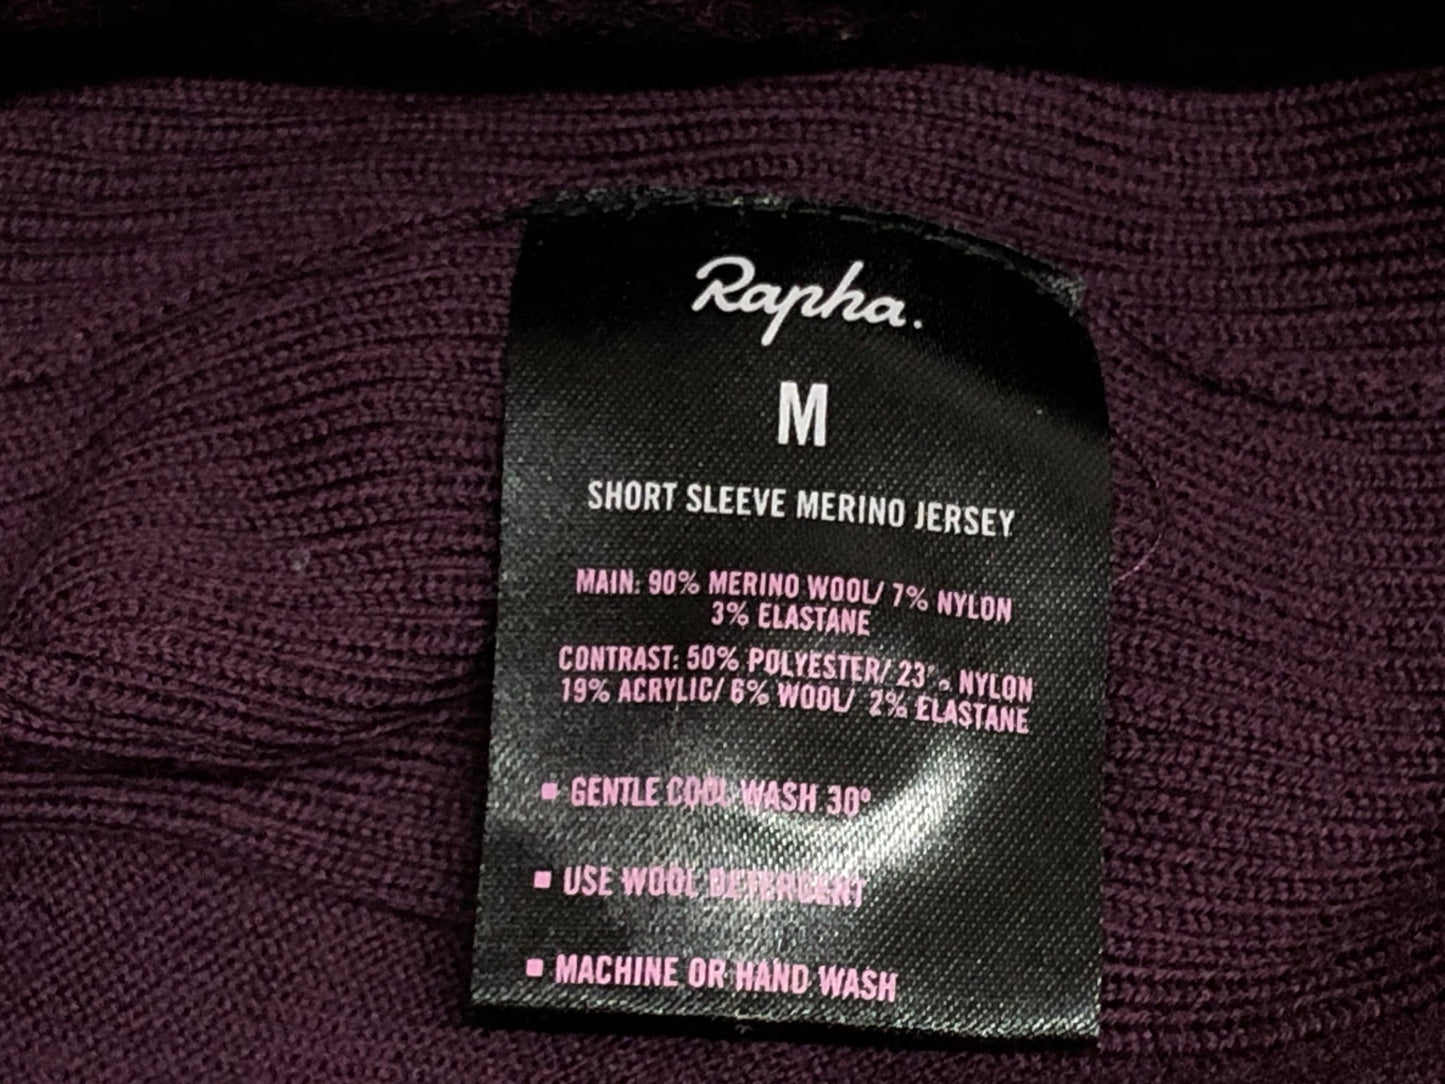 Rapha.
M
SHORT SLEEVE MERINO JERSEY
MAIN: 90% MERINO WOOL/ 7% NYLON
3% ELASTANE
CONTRAST: 50% POLYESTER/ 23% NYLON
19% ACRYLIC/ 6% WOOL/ 2% ELASTANE
▪ GENTLE COOL WASH 30°
▪ USE WOOL DETERGENT
▪ MACHINE OR HAND WASH